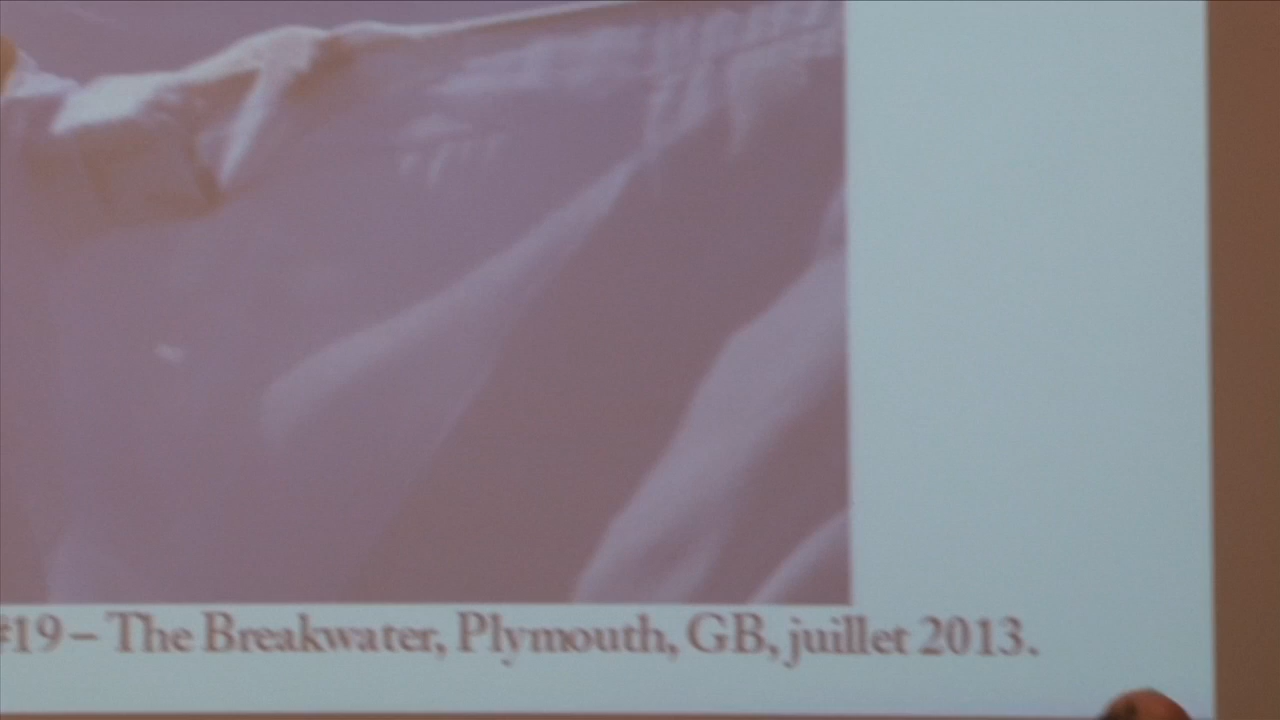 #19 – The Breakwater, Plymouth, GB, juillet 2013.